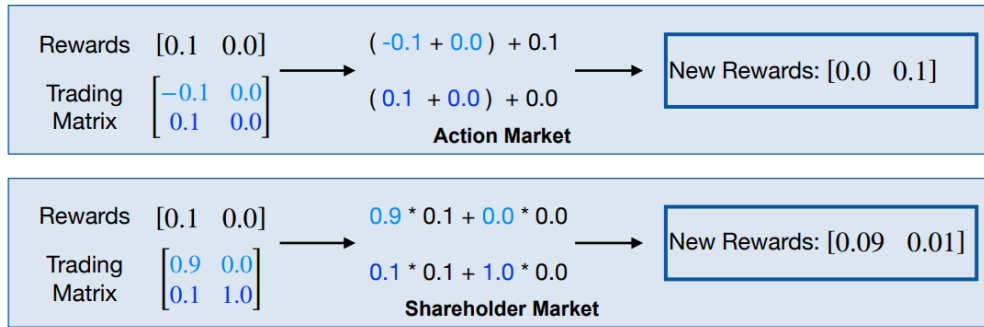 Rewards [0.1 0.0]
Trading Matrix [−0.1 0.0
0.1 0.0]
(-0.1 + 0.0) + 0.1
(0.1 + 0.0) + 0.0
Action Market
New Rewards: [0.0 0.1]
Rewards [0.1 0.0]
Trading Matrix [0.9 0.0
0.1 1.0]
0.9 * 0.1 + 0.0 * 0.0
0.1 * 0.1 + 1.0 * 0.0
Shareholder Market
New Rewards: [0.09 0.01]